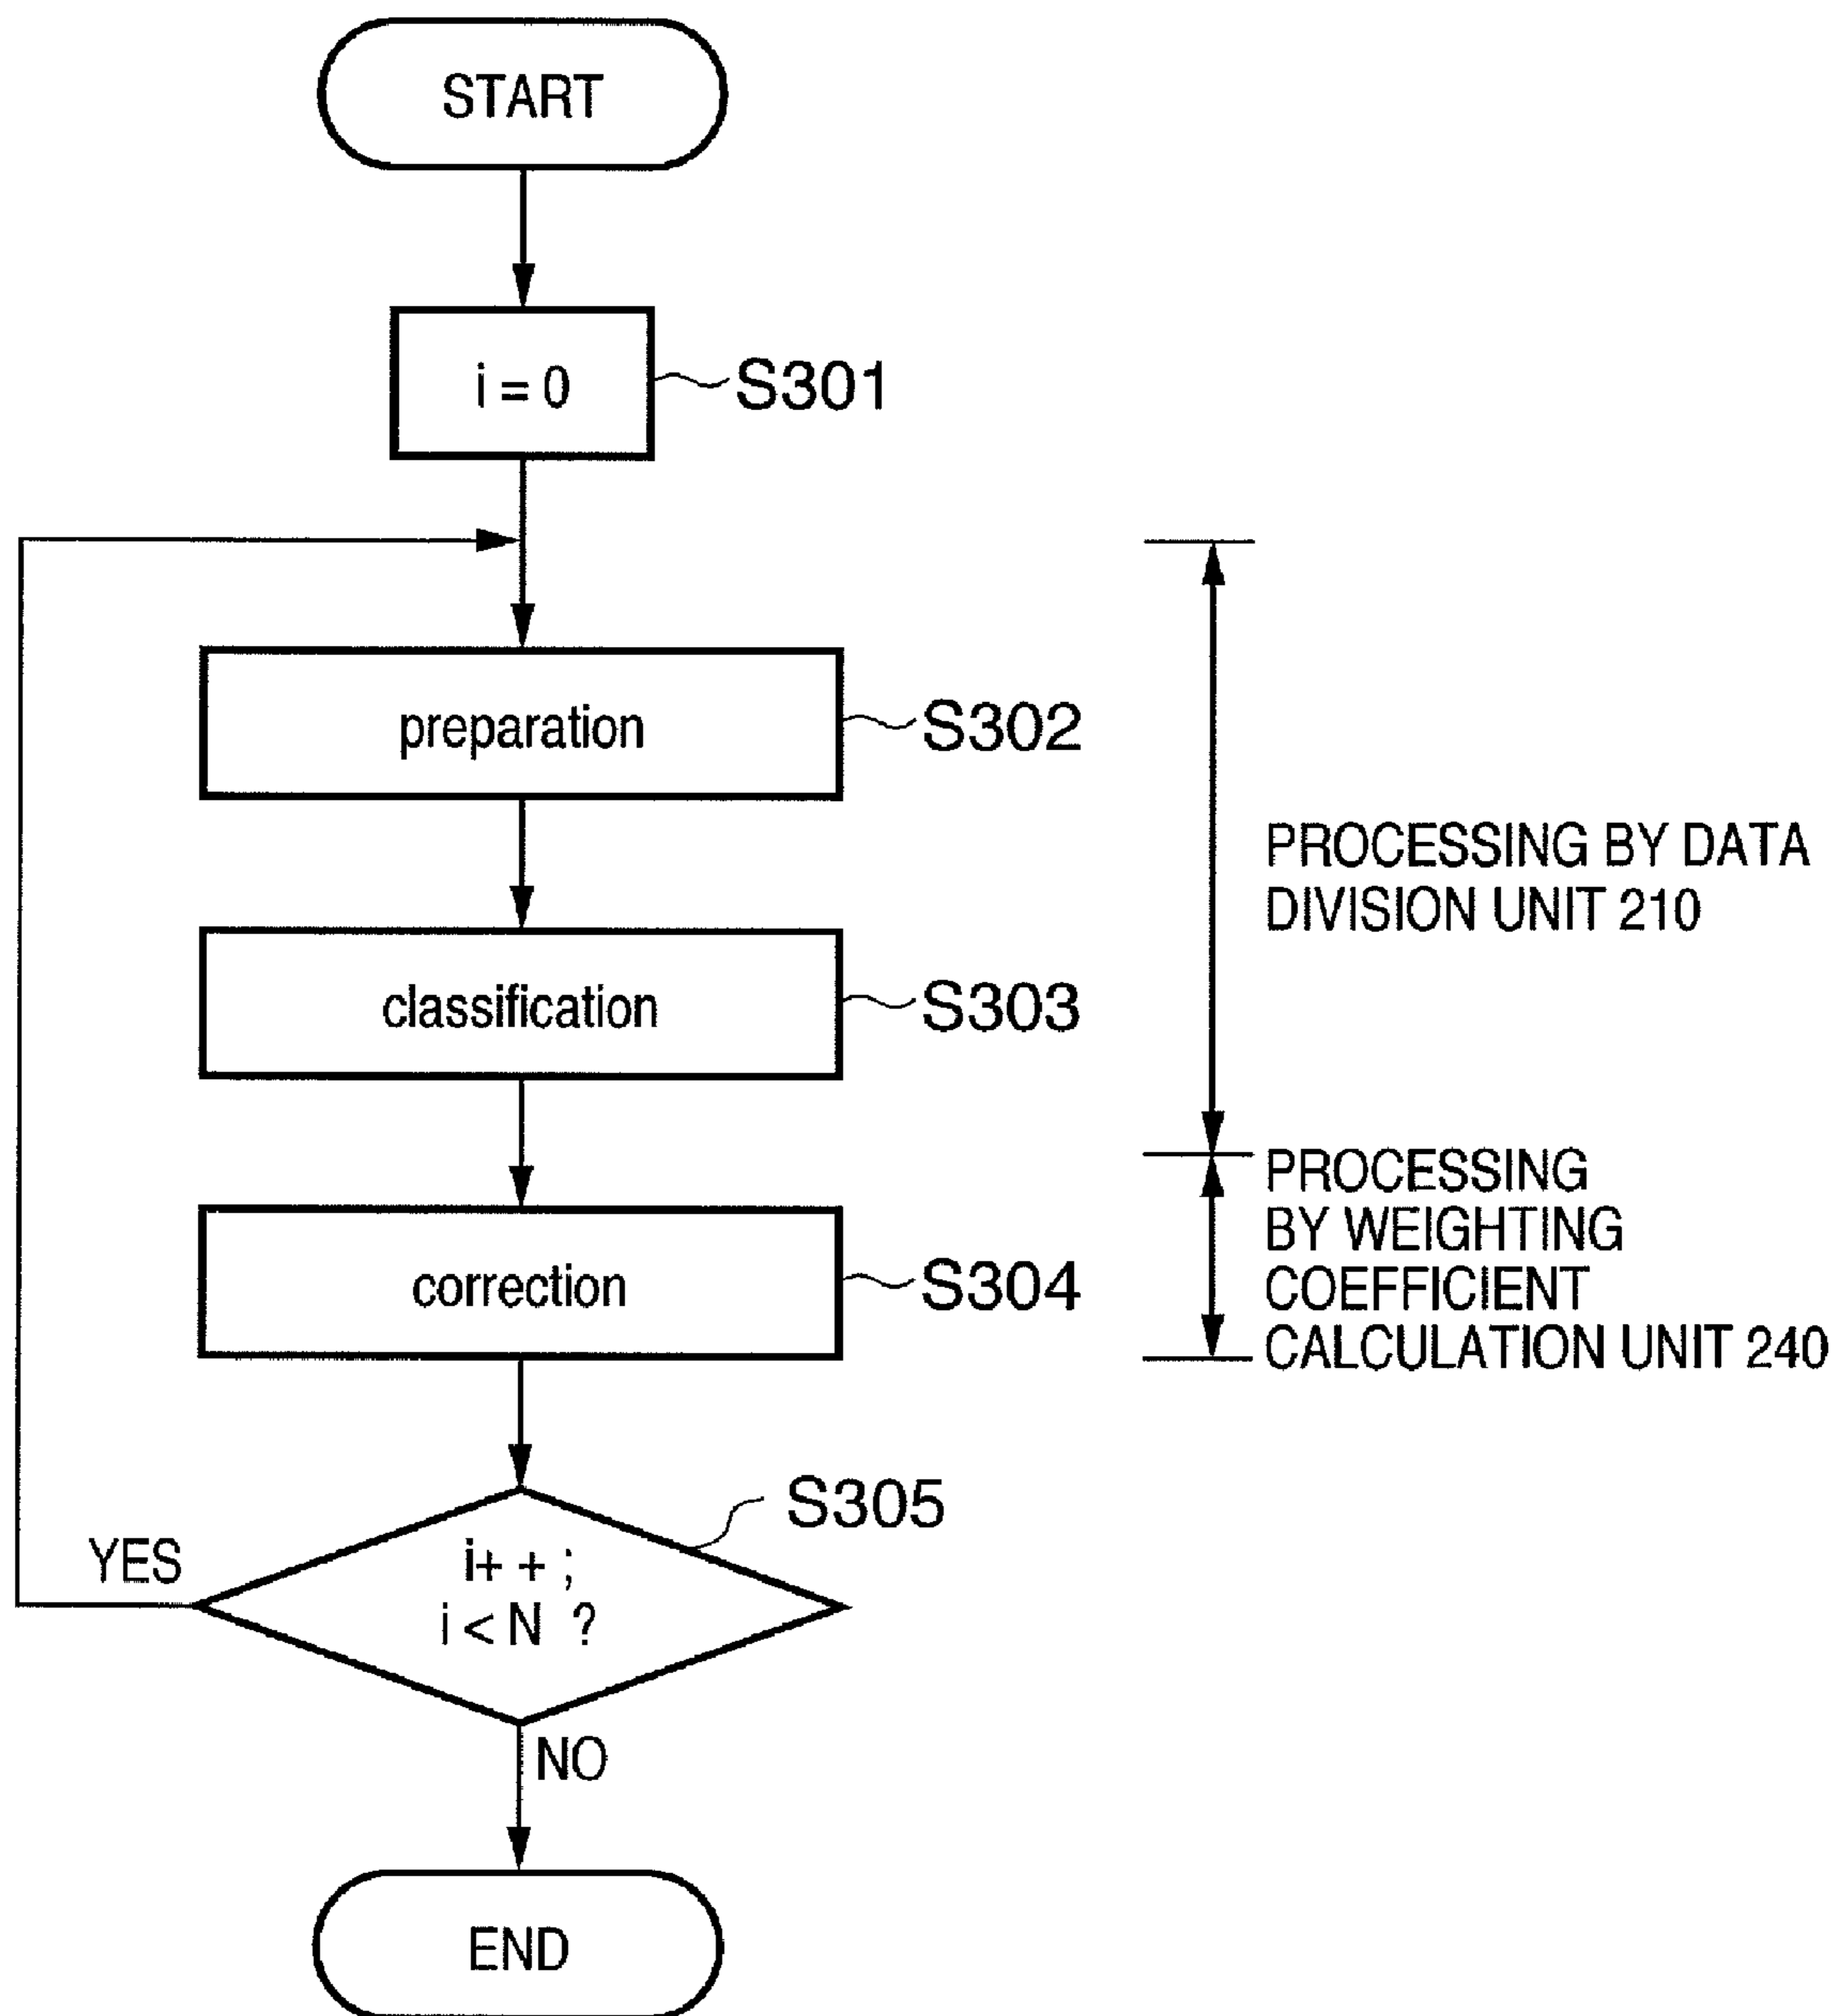 START
i = 0
S301
preparation
S302
PROCESSING BY DATA
DIVISION UNIT 210
classification
S303
PROCESSING
BY WEIGHTING
COEFFICIENT
CALCULATION UNIT 240
correction
S304
S305
YES
i+ + ;
i < N ?
NO
END